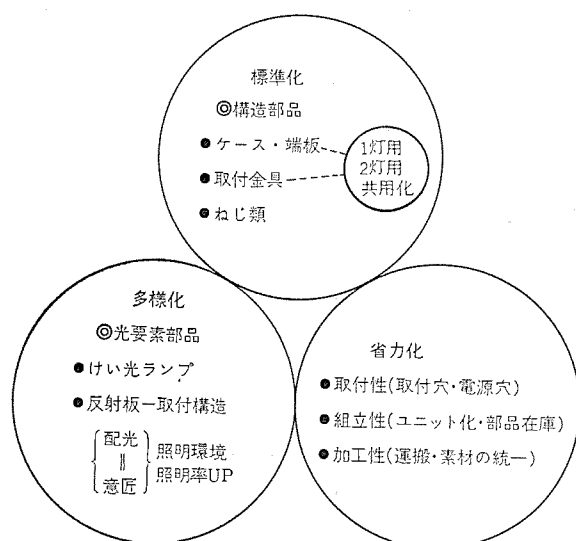 標準化
◎構造部品
●ケース・端板
●取付金具
●ねじ類
1灯用
2灯用
共用化
多様化
◎光要素部品
●けい光ランプ
●反射板ー取付構造
配光
‖
意匠
照明環境
照明率UP
省力化
●取付性(取付穴・電源穴)
●組立性(ユニット化・部品在庫)
●加工性(運搬・素材の統一)